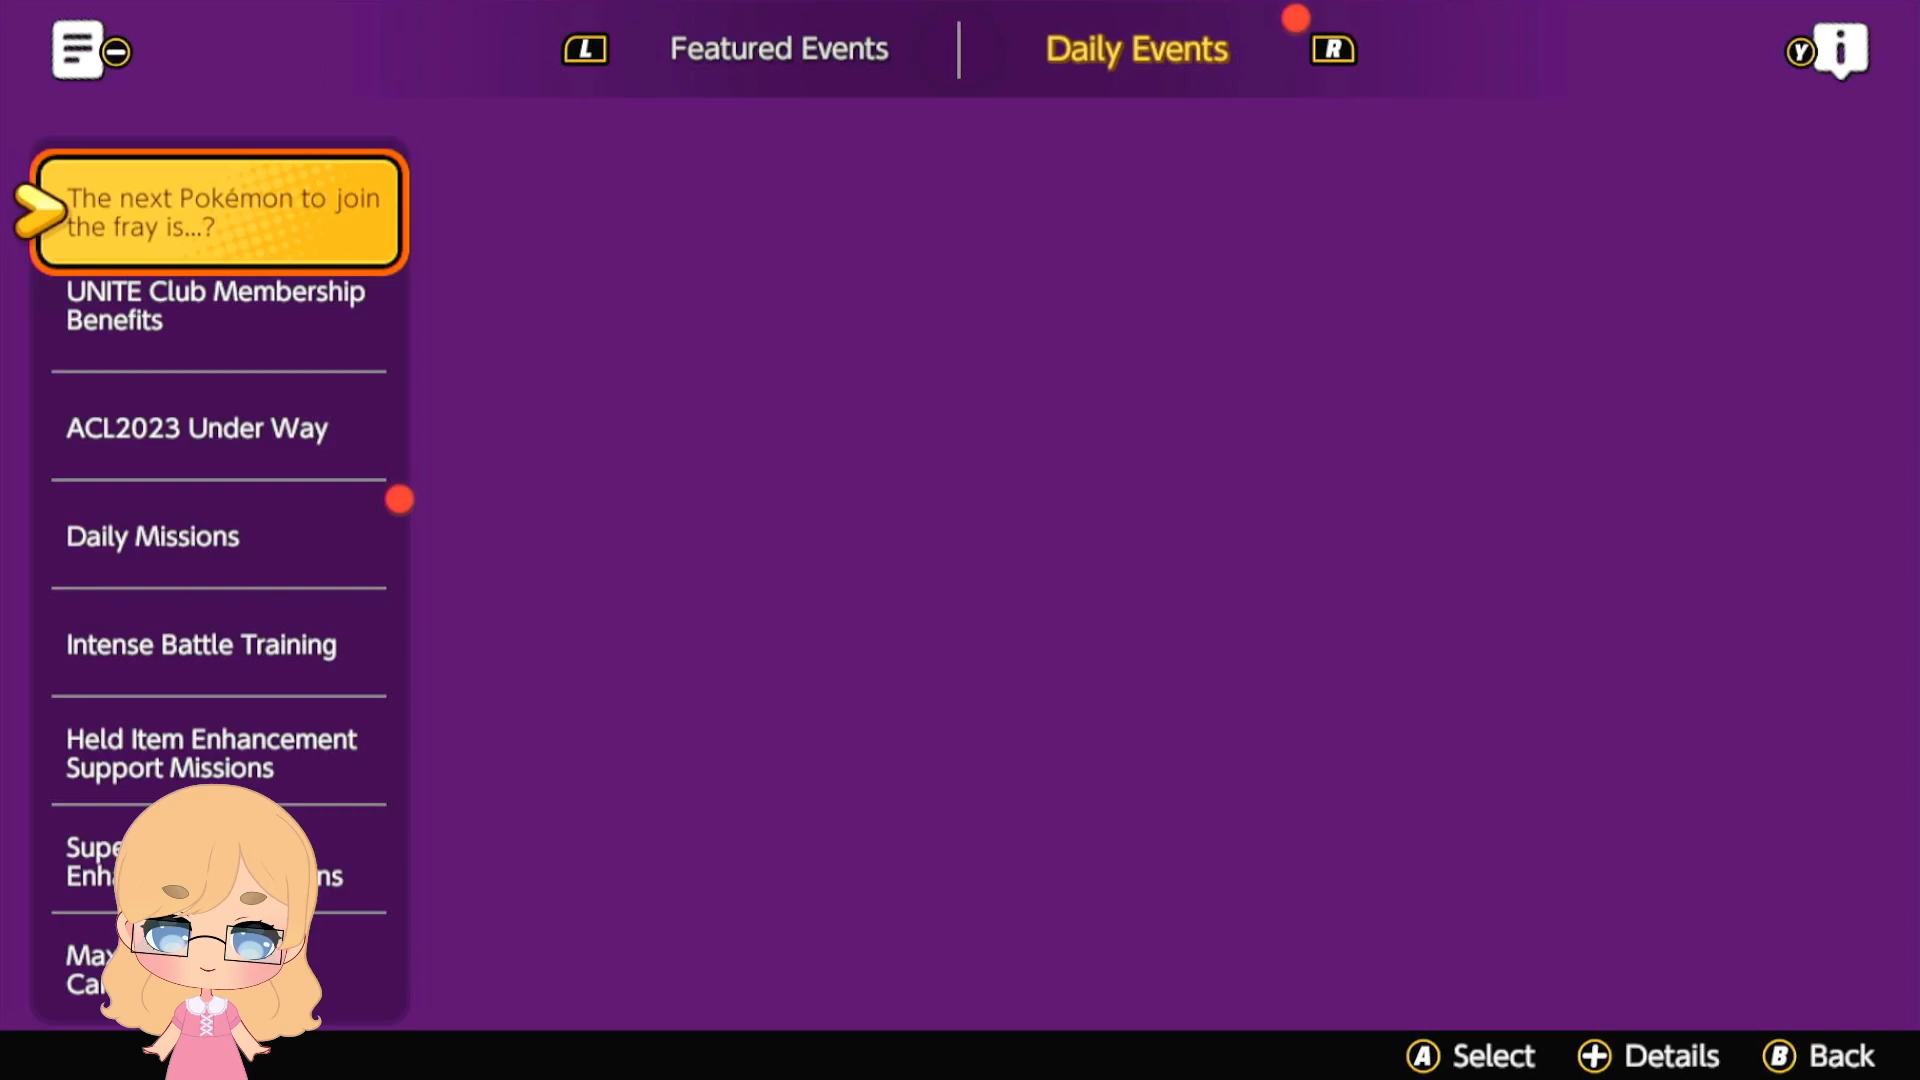 L Featured Events Daily Events R Y i
The next Pokémon to join
the fray is...?
UNITE Club Membership
Benefits
ACL2023 Under Way
Daily Missions
Intense Battle Training
Held Item Enhancement
Support Missions
A Select + Details B Back